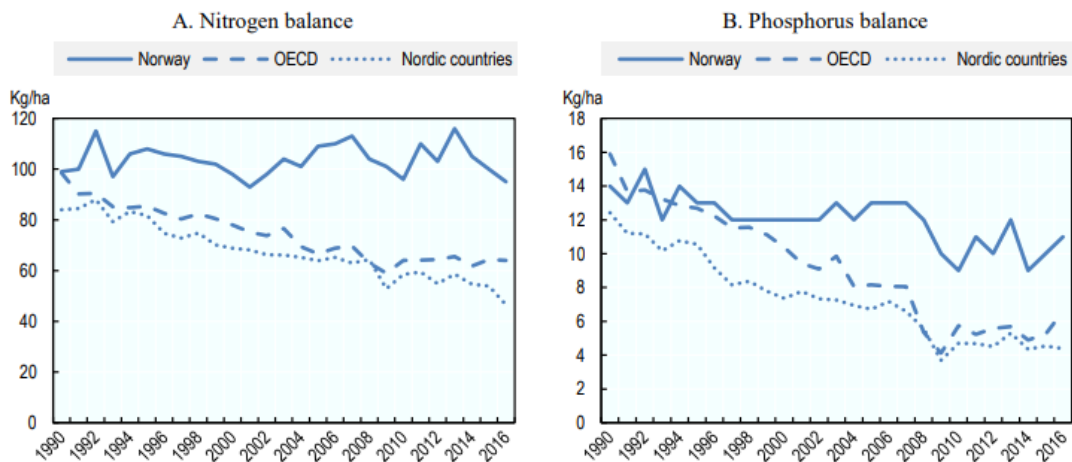 A. Nitrogen balance
Norway OECD Nordic countries
Kg/ha
120
100
80
60
40
20
0
1990 1992 1994 1996 1998 2000 2002 2004 2006 2008 2010 2012 2014 2016
B. Phosphorus balance
Norway OECD Nordic countries
Kg/ha
18
16
14
12
10
8
6
4
2
0
1990 1992 1994 1996 1998 2000 2002 2004 2006 2008 2010 2012 2014 2016